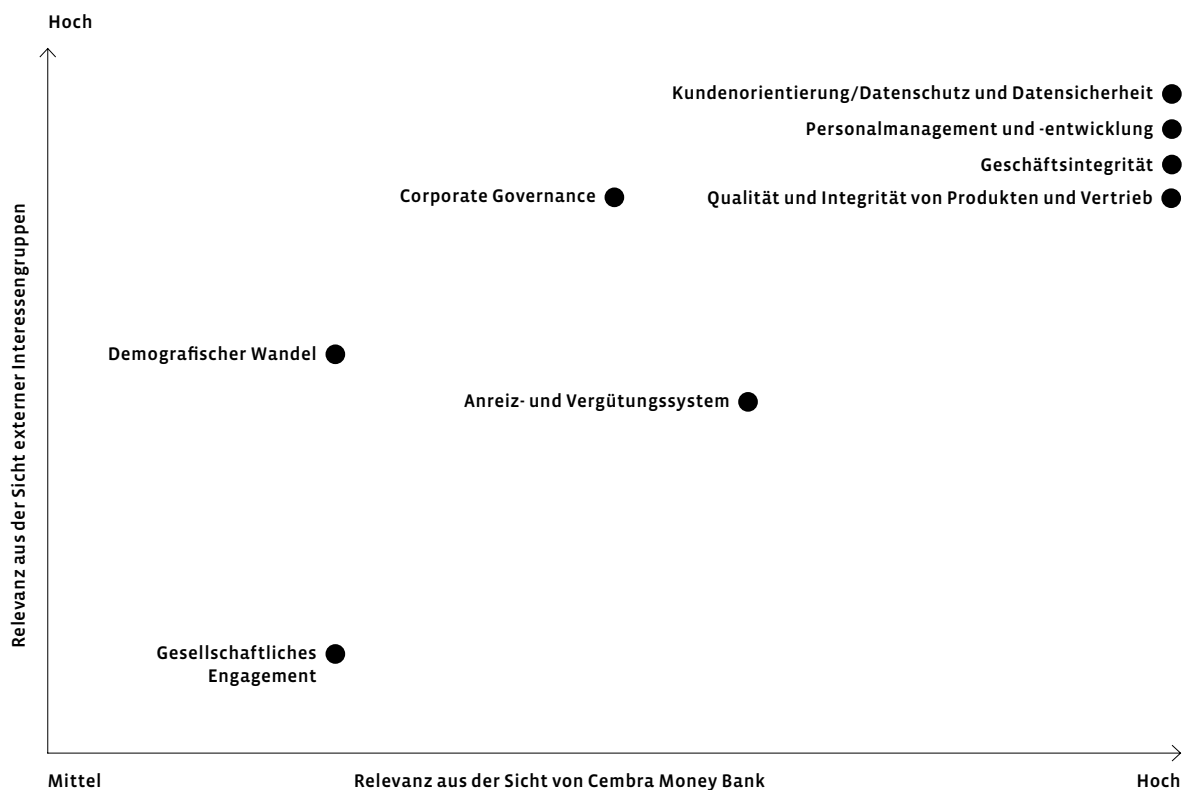 Hoch
Kundenorientierung/Datenschutz und Datensicherheit
Personalmanagement und -entwicklung
Geschäftsintegrität
Corporate Governance
Qualität und Integrität von Produkten und Vertrieb
Relevanz aus der Sicht externer Interessengruppen
Demografischer Wandel
Anreiz- und Vergütungssystem
Gesellschaftliches
Engagement
Mittel
Relevanz aus der Sicht von Cembra Money Bank
Hoch